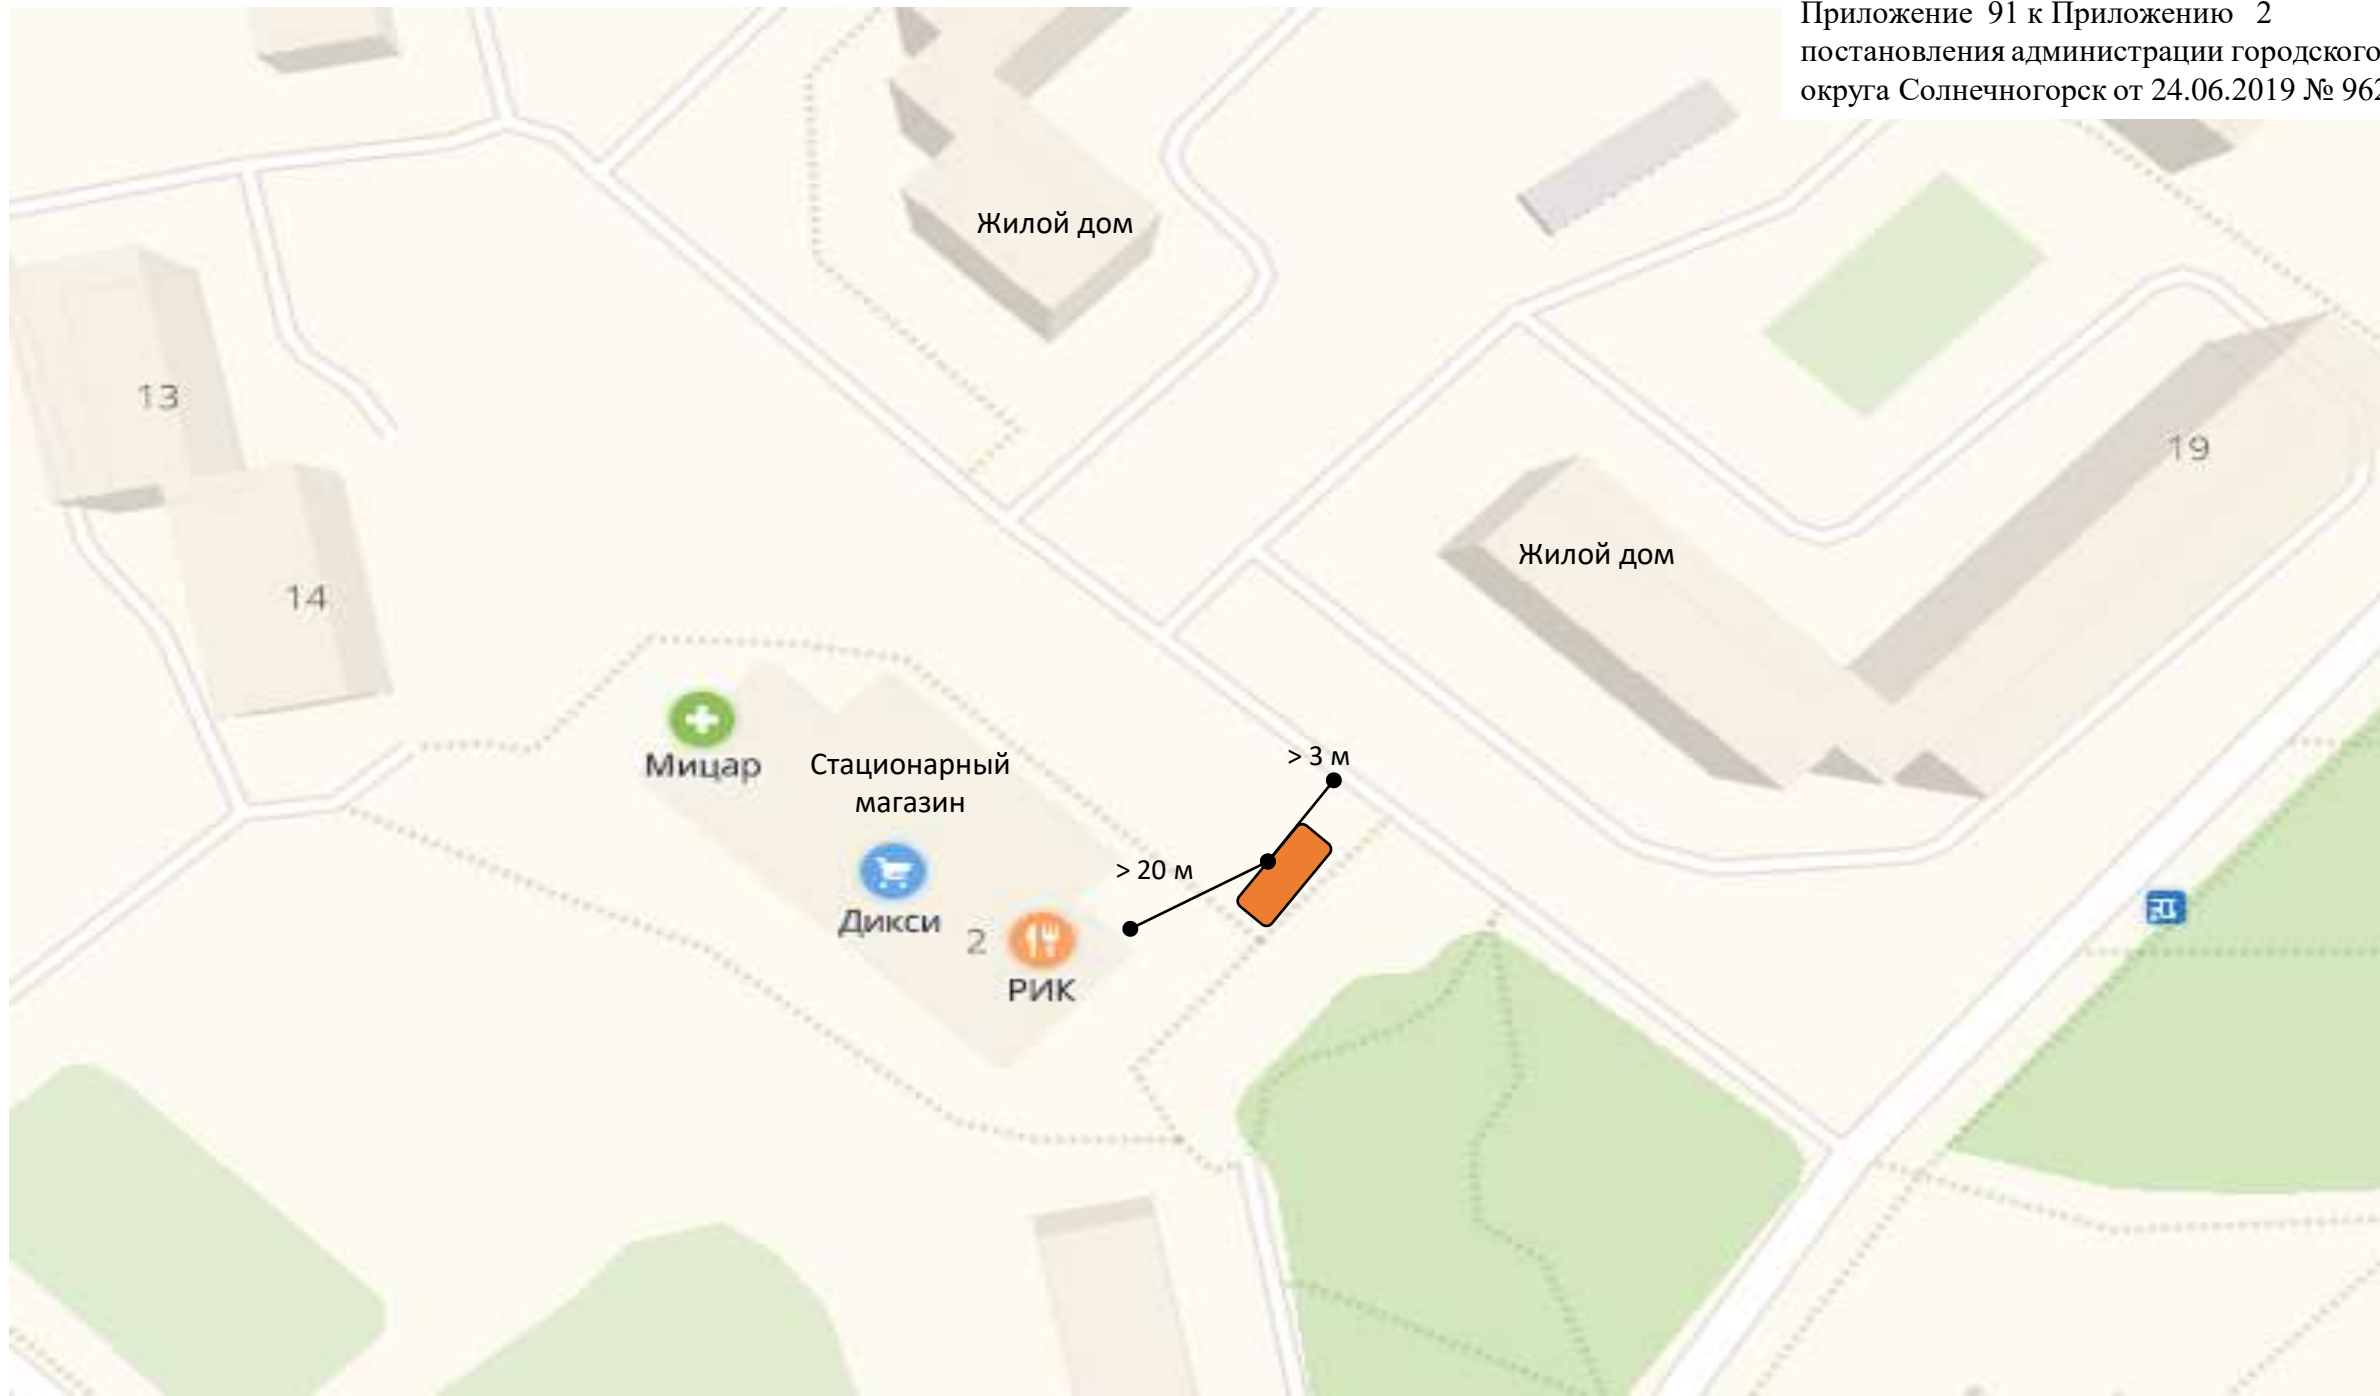 Приложение 91 к Приложению 2
постановления администрации городского
округа Солнечногорск от 24.06.2019 № 962
Жилой дом
13
19
Жилой дом
14
Мицар
Стационарный
магазин
> 3 м
> 20 м
Дикси
2
РИК